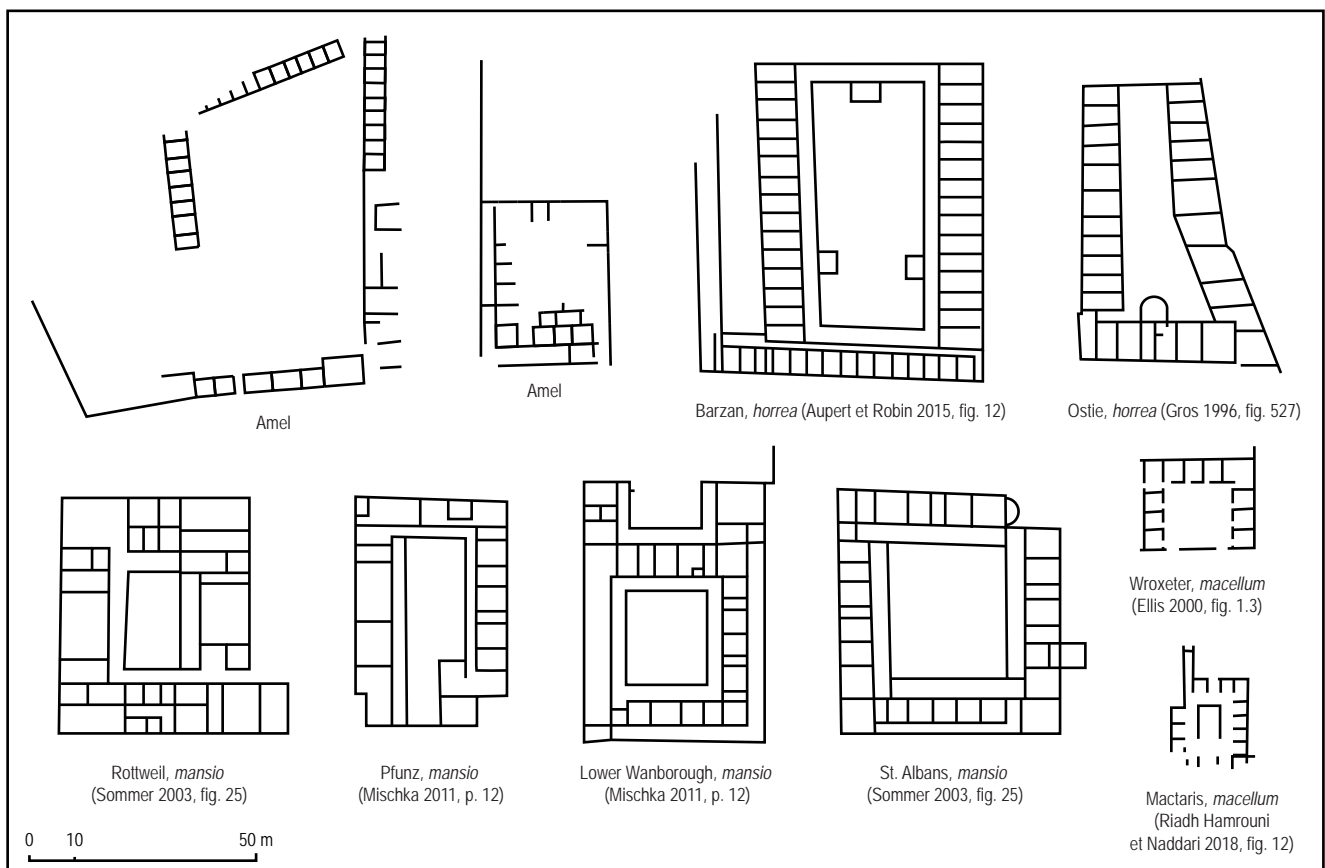 Amel
Amel
Barzan, horrea (Aupert et Robin 2015, fig. 12)
Ostie, horrea (Gros 1996, fig. 527)
Rottweil, mansio
(Sommer 2003, fig. 25)
Pfunz, mansio
(Mischka 2011, p. 12)
Lower Wanborough, mansio
(Mischka 2011, p. 12)
St. Albans, mansio
(Sommer 2003, fig. 25)
Wroxeter, macellum
(Ellis 2000, fig. 1.3)
Mactaris, macellum
(Riadh Hamrouni
et Naddari 2018, fig. 12)
0 10 50 m